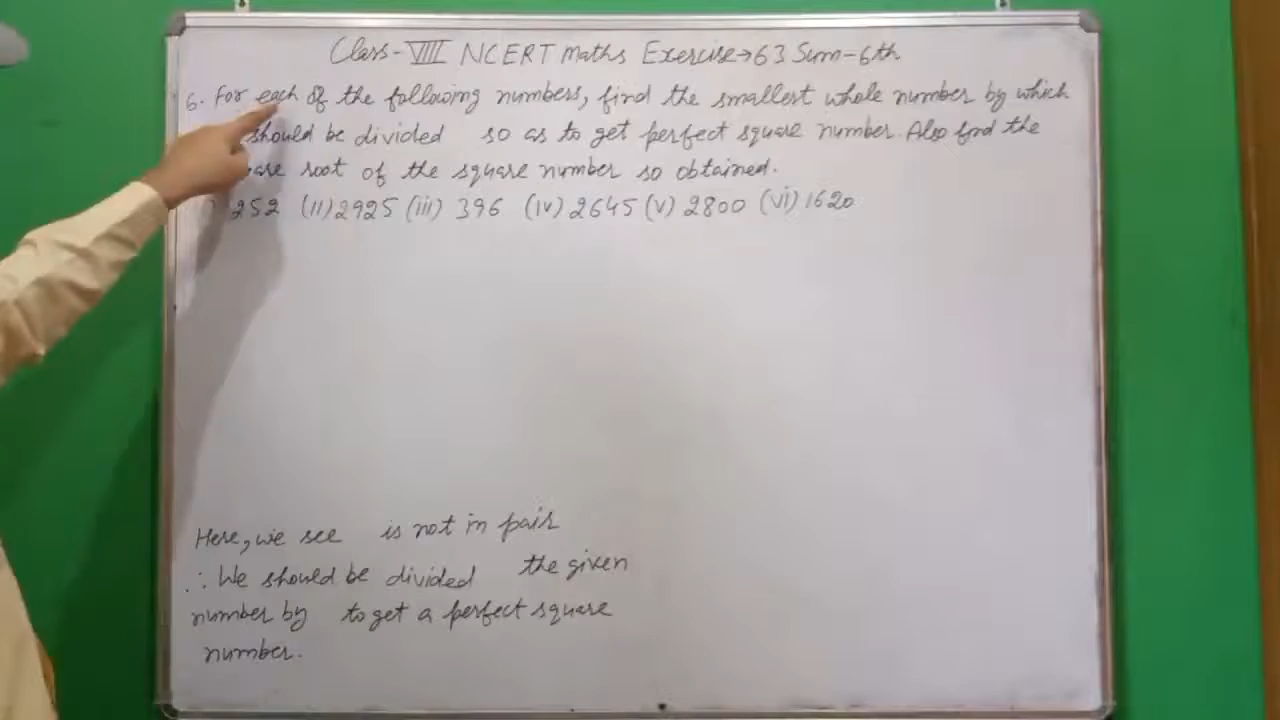 Class-VIII NCERT Maths Exercise→63 Sum-6th
6. For each of the following numbers, find the smallest whole number by which
should be divided so as to get perfect square number. Also find the
root of the square number so obtained.
252 (II) 2925 (iii) 396 (iv) 2645 (v) 2800 (vi) 1620
Here, we see is not in pair
∴ We should be divided the given
number by to get a perfect square
number.